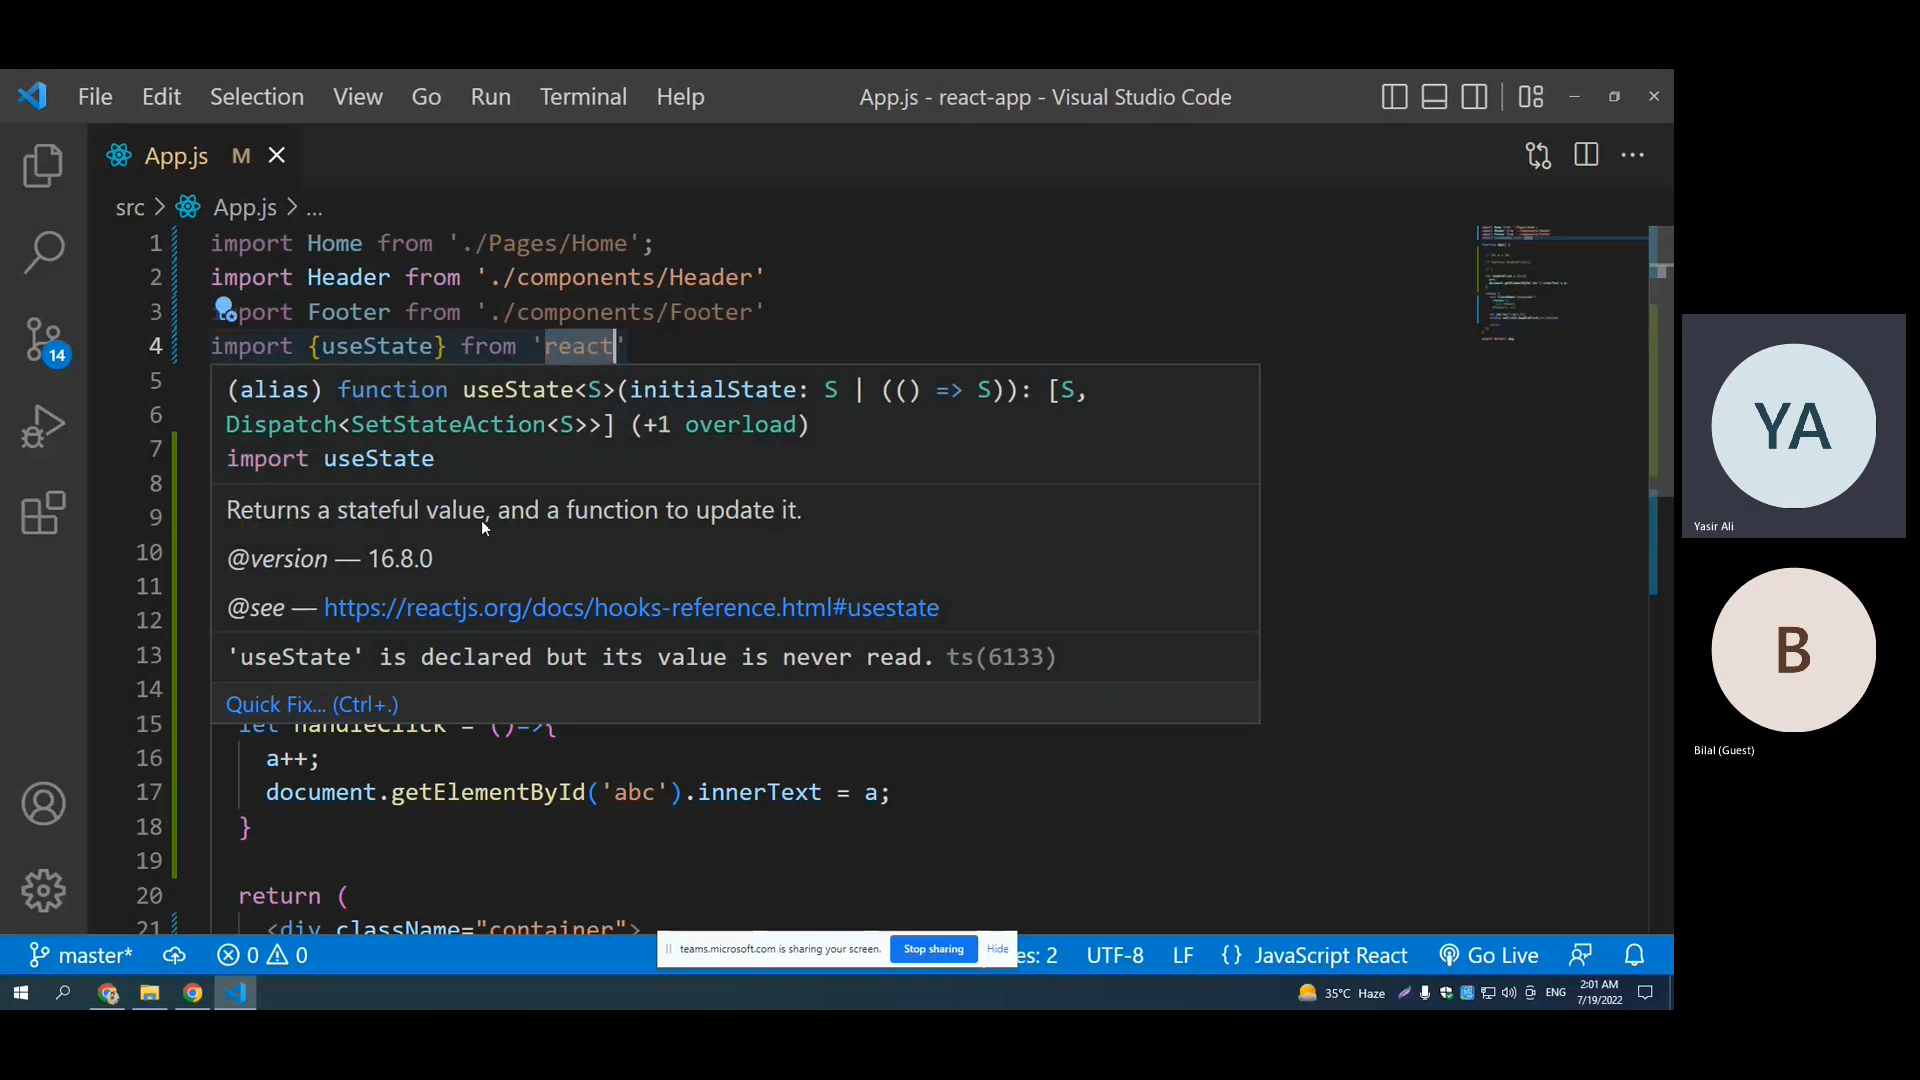 File Edit Selection View Go Run Terminal Help
App.js - react-app - Visual Studio Code
App.js M
src > App.js > ...
1 import Home from './Pages/Home';
2 import Header from './components/Header'
3 port Footer from './components/Footer'
4 import {useState} from 'react'
5 (alias) function useState<S>(initialState: S | (() => S)): [S,
6 Dispatch<SetStateAction<S>>] (+1 overload)
7 import useState
8
9 Returns a stateful value, and a function to update it.
10 @version — 16.8.0
11
12 @see — https://reactjs.org/docs/hooks-reference.html#usestate
13 'useState' is declared but its value is never read. ts(6133)
14 Quick Fix... (Ctrl+.)
15 let handleClick = ()=>{
16 a++;
17 document.getElementById('abc').innerText = a;
18 }
19
20 return (
21 <div className="container">
14
YA
Yasir Ali
B
Bilal (Guest)
master* 0 0
teams.microsoft.com is sharing your screen. Stop sharing Hide
es: 2 UTF-8 LF {} JavaScript React Go Live
35°C Haze ENG
2:01 AM
7/19/2022